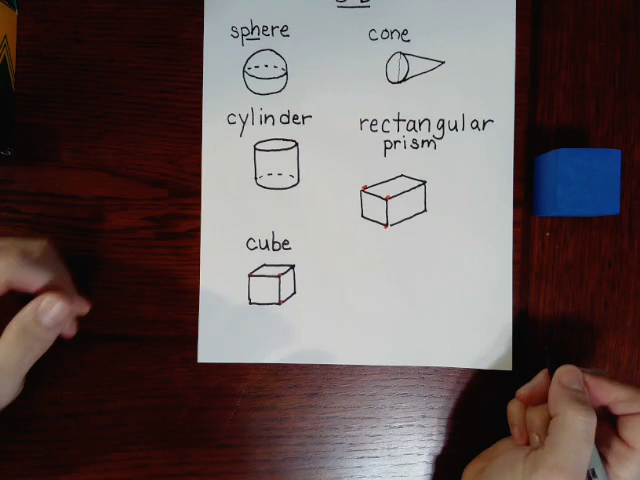 sphere
cone
cylinder
rectangular
prism
cube